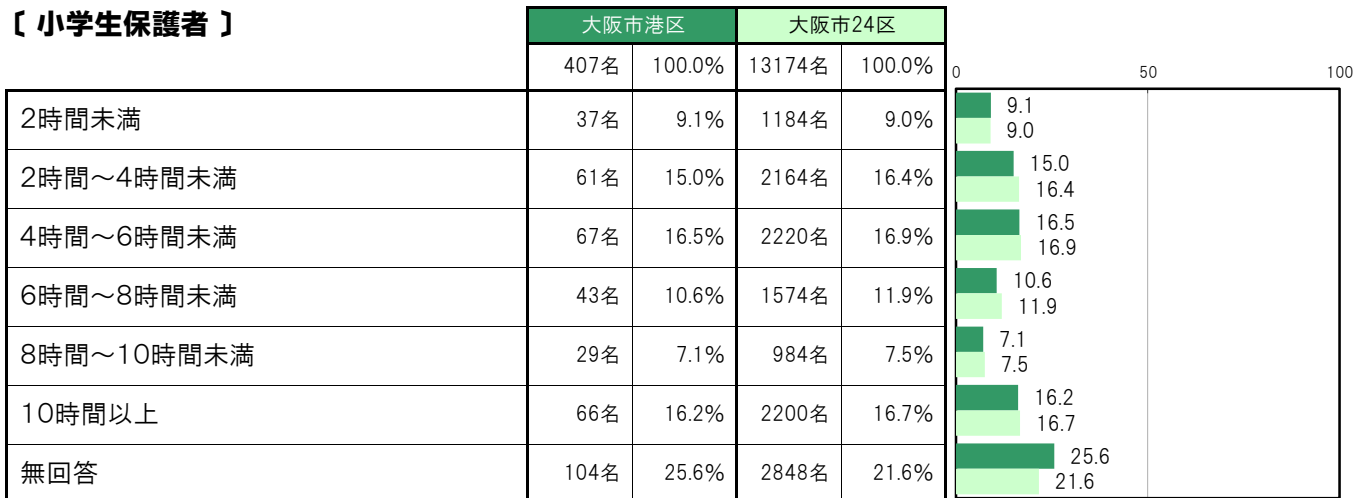 〔 小学生保護者 〕
大阪市港区 大阪市24区
407名 100.0% 13174名 100.0%
0 50 100
2時間未満 37名 9.1% 1184名 9.0%
9.1
9.0
2時間～4時間未満 61名 15.0% 2164名 16.4%
15.0
16.4
4時間～6時間未満 67名 16.5% 2220名 16.9%
16.5
16.9
6時間～8時間未満 43名 10.6% 1574名 11.9%
10.6
11.9
8時間～10時間未満 29名 7.1% 984名 7.5%
7.1
7.5
10時間以上 66名 16.2% 2200名 16.7%
16.2
16.7
無回答 104名 25.6% 2848名 21.6%
25.6
21.6